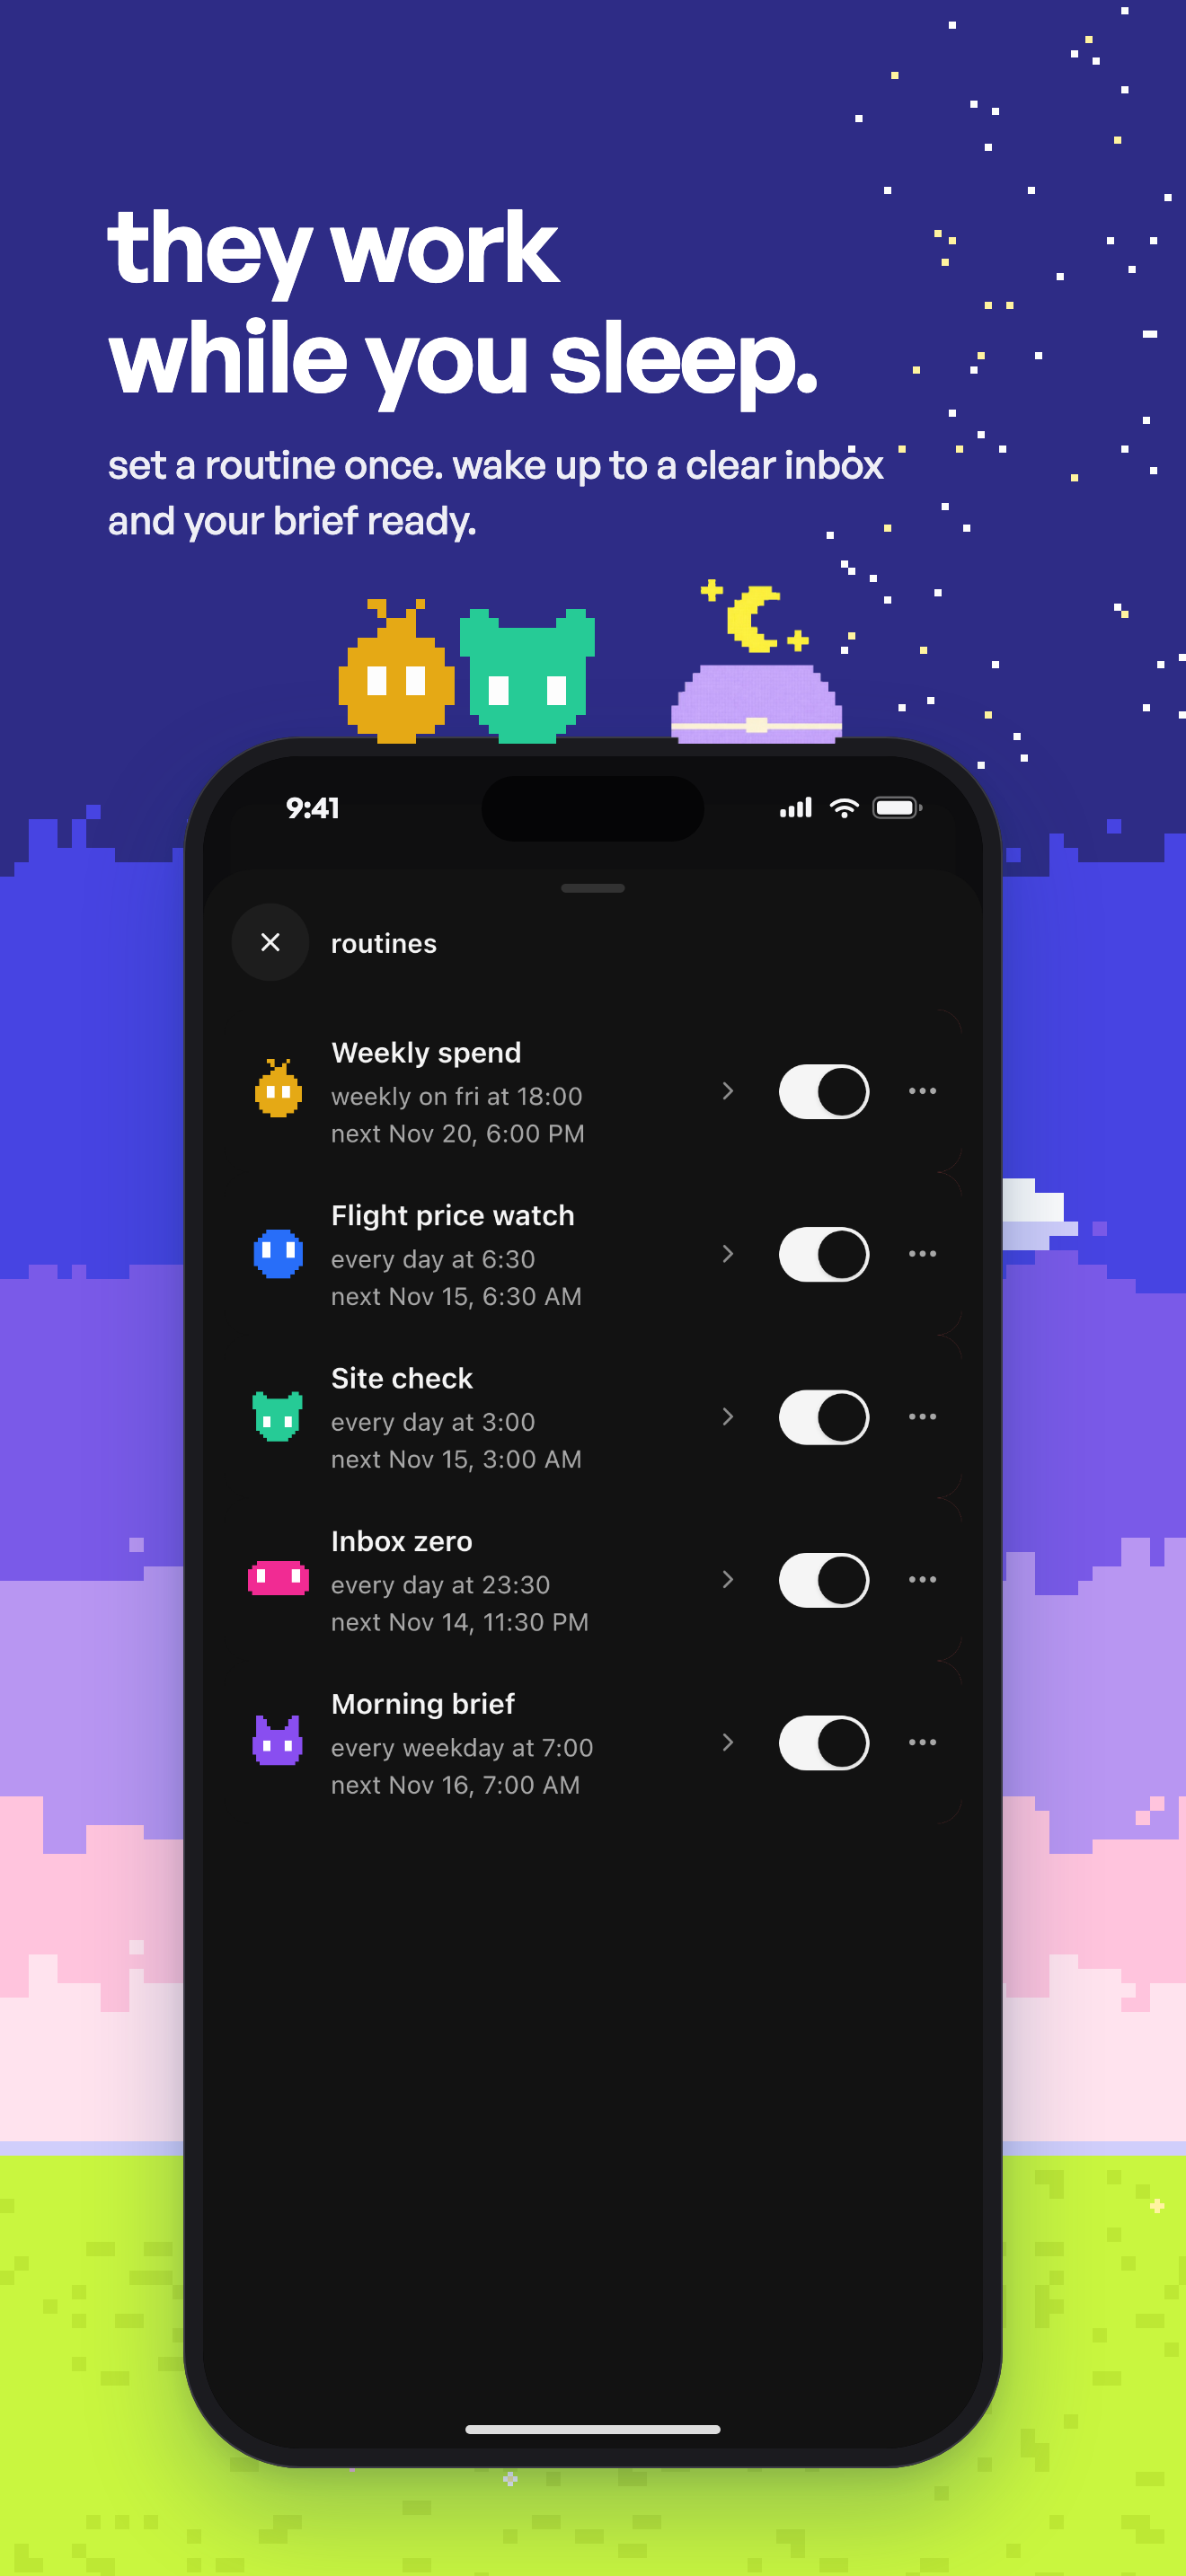 they work
while you sleep.
set a routine once. wake up to a clear inbox
and your brief ready.
9:41
routines
Weekly spend
weekly on fri at 18:00
next Nov 20, 6:00 PM
Flight price watch
every day at 6:30
next Nov 15, 6:30 AM
Site check
every day at 3:00
next Nov 15, 3:00 AM
Inbox zero
every day at 23:30
next Nov 14, 11:30 PM
Morning brief
every weekday at 7:00
next Nov 16, 7:00 AM